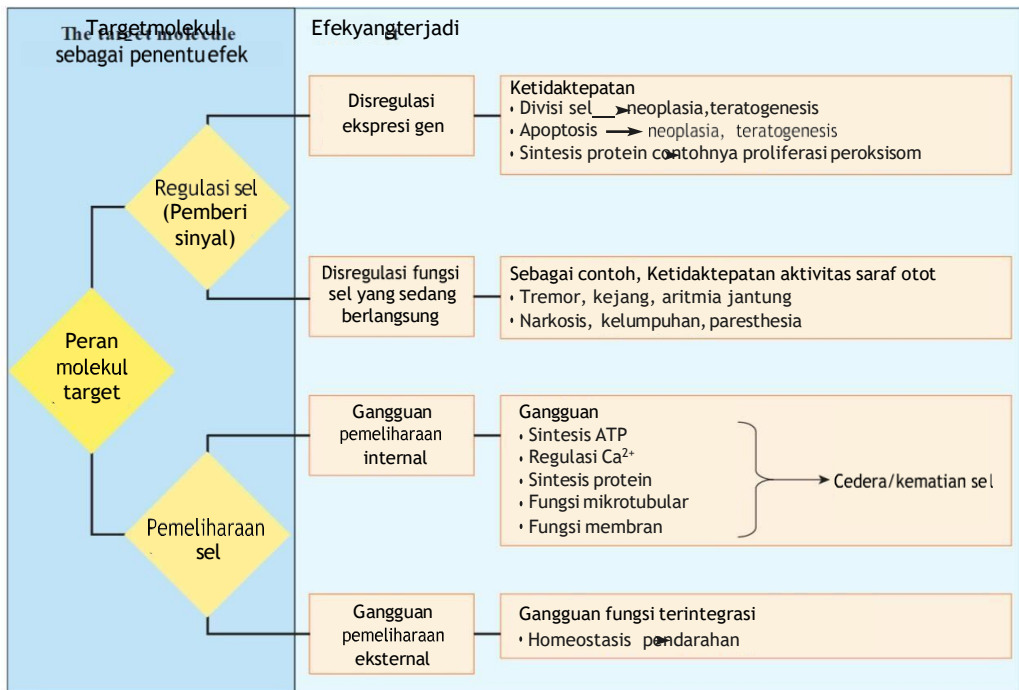 The target molecule
Targetmolekul
sebagai penentu efek
Efekyangterjadi
Peran
molekul
target
Regulasi sel
(Pemberi
sinyal)
Pemeliharaan
sel
Disregulasi
ekspresi gen
Ketidaktepatan
• Divisi sel → neoplasia,teratogenesis
• Apoptosis → neoplasia, teratogenesis
• Sintesis protein contohnya proliferasi peroksisom
Disregulasi fungsi
sel yang sedang
berlangsung
Sebagai contoh, Ketidaktepatan aktivitas saraf otot
• Tremor, kejang, aritmia jantung
• Narkosis, kelumpuhan, paresthesia
Gangguan
pemeliharaan
internal
Gangguan
• Sintesis ATP
• Regulasi Ca²⁺
• Sintesis protein
• Fungsi mikrotubular
• Fungsi membran
Cedera/kematian sel
Gangguan
pemeliharaan
eksternal
Gangguan fungsi terintegrasi
• Homeostasis pendarahan